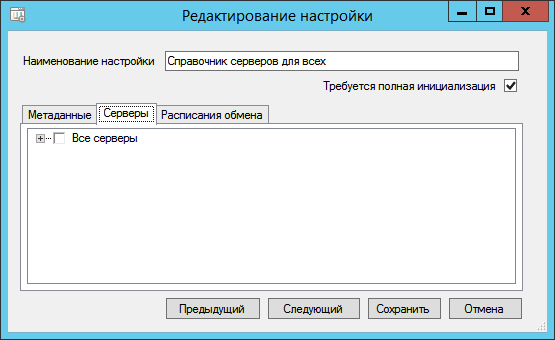 Редактирование настройки
Наименование настройки Справочник серверов для всех
Требуется полная инициализация
Метаданные Серверы Расписания обмена
Все серверы
Предыдущий Следующий Сохранить Отмена